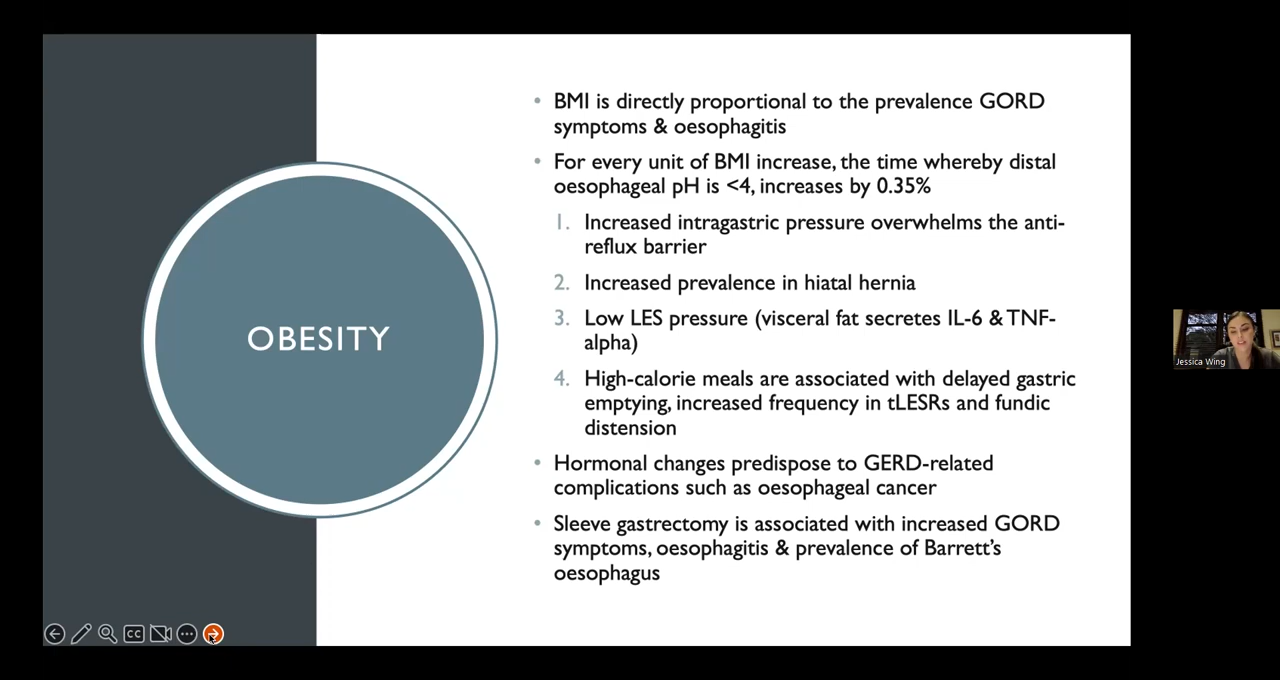 OBESITY
• BMI is directly proportional to the prevalence GORD
symptoms & oesophagitis
• For every unit of BMI increase, the time whereby distal
oesophageal pH is <4, increases by 0.35%
1. Increased intragastric pressure overwhelms the anti-
reflux barrier
2. Increased prevalence in hiatal hernia
3. Low LES pressure (visceral fat secretes IL-6 & TNF-
alpha)
4. High-calorie meals are associated with delayed gastric
emptying, increased frequency in tLESRs and fundic
distension
• Hormonal changes predispose to GERD-related
complications such as oesophageal cancer
• Sleeve gastrectomy is associated with increased GORD
symptoms, oesophagitis & prevalence of Barrett's
oesophagus
CC
Jessica Wing